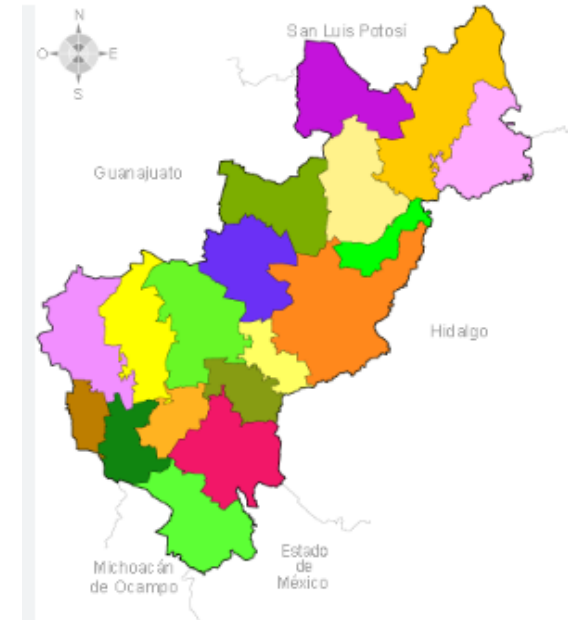 N
San Luis Potosí
O
E
S
Guanajuato
Hidalgo
Estado
de
México
Michoacán
de Ocampo